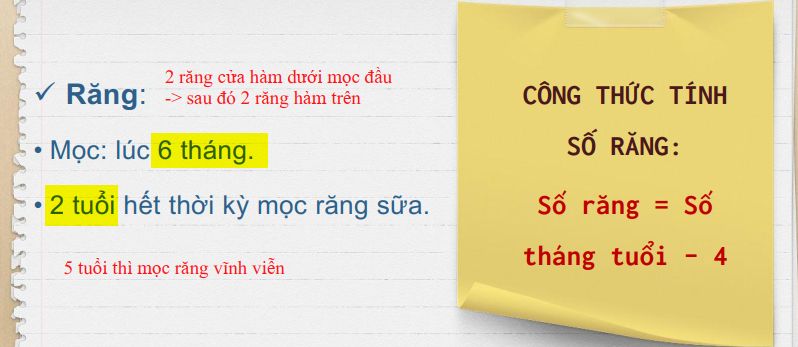 2 răng cửa hàm dưới mọc đầu
-> sau đó 2 răng hàm trên
✓ Răng:
• Mọc: lúc 6 tháng.
• 2 tuổi hết thời kỳ mọc răng sữa.
5 tuổi thì mọc răng vĩnh viễn
CÔNG THỨC TÍNH
SỐ RĂNG:
Số răng = Số
tháng tuổi - 4